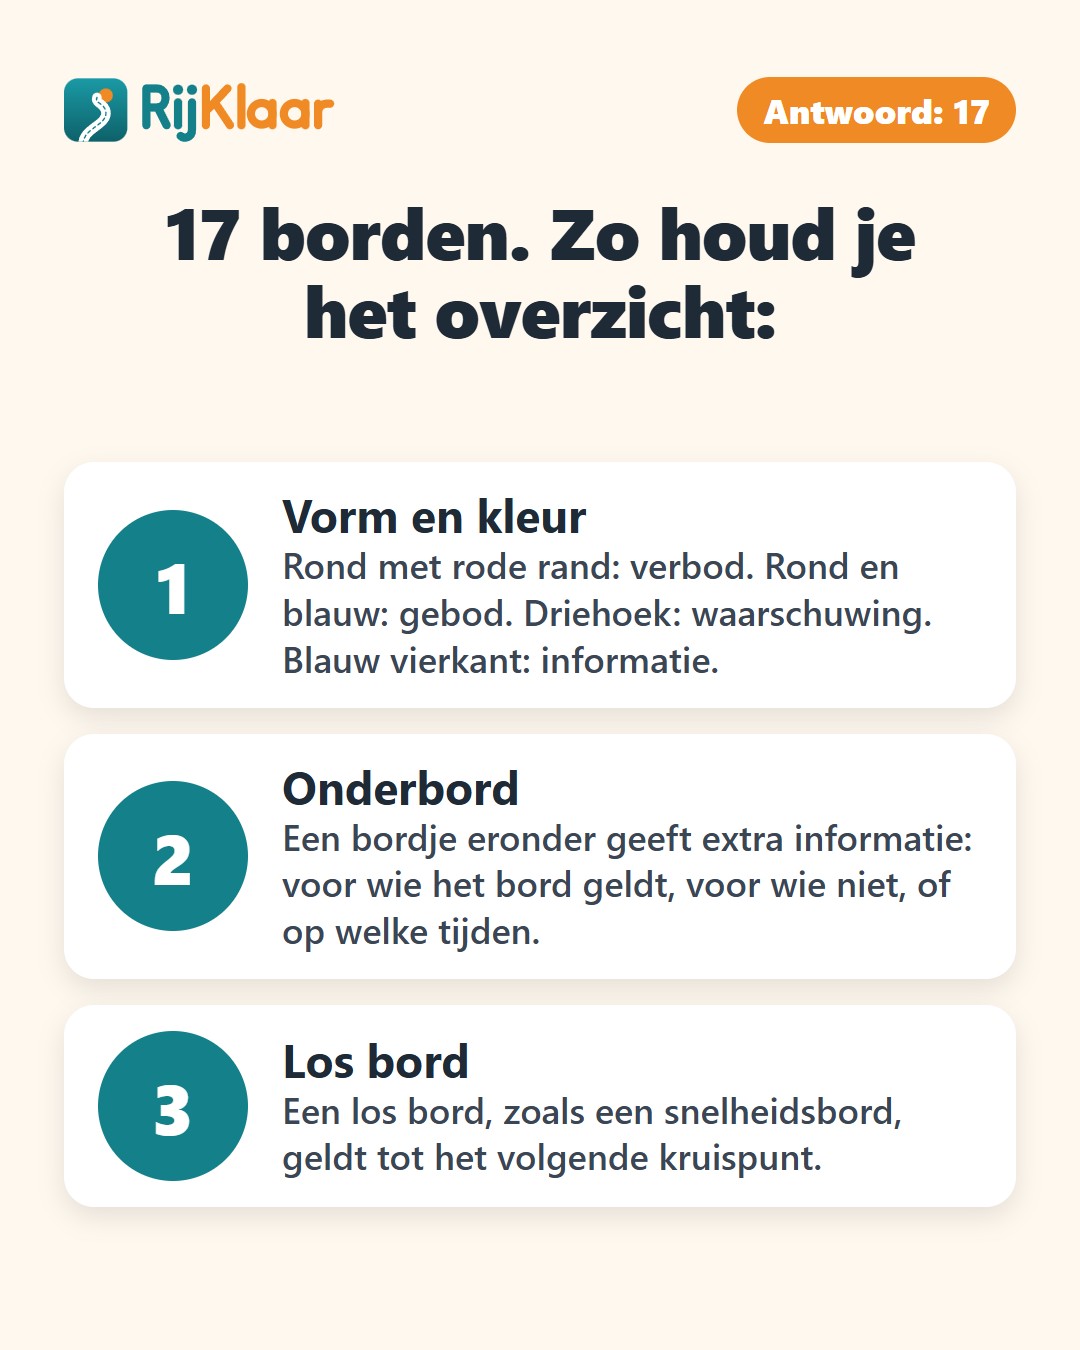 RijKlaar
Antwoord: 17
17 borden. Zo houd je
het overzicht:
1
Vorm en kleur
Rond met rode rand: verbod. Rond en
blauw: gebod. Driehoek: waarschuwing.
Blauw vierkant: informatie.
2
Onderbord
Een bordje eronder geeft extra informatie:
voor wie het bord geldt, voor wie niet, of
op welke tijden.
3
Los bord
Een los bord, zoals een snelheidsbord,
geldt tot het volgende kruispunt.